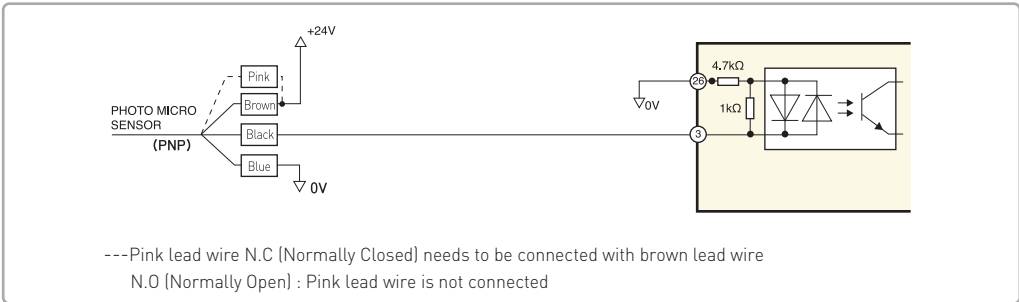 +24V
Pink
Brown
PHOTO MICRO
SENSOR
(PNP)
Black
Blue
0V
0V
26
4.7kΩ
1kΩ
3
---Pink lead wire N.C (Normally Closed) needs to be connected with brown lead wire
N.O (Normally Open) : Pink lead wire is not connected